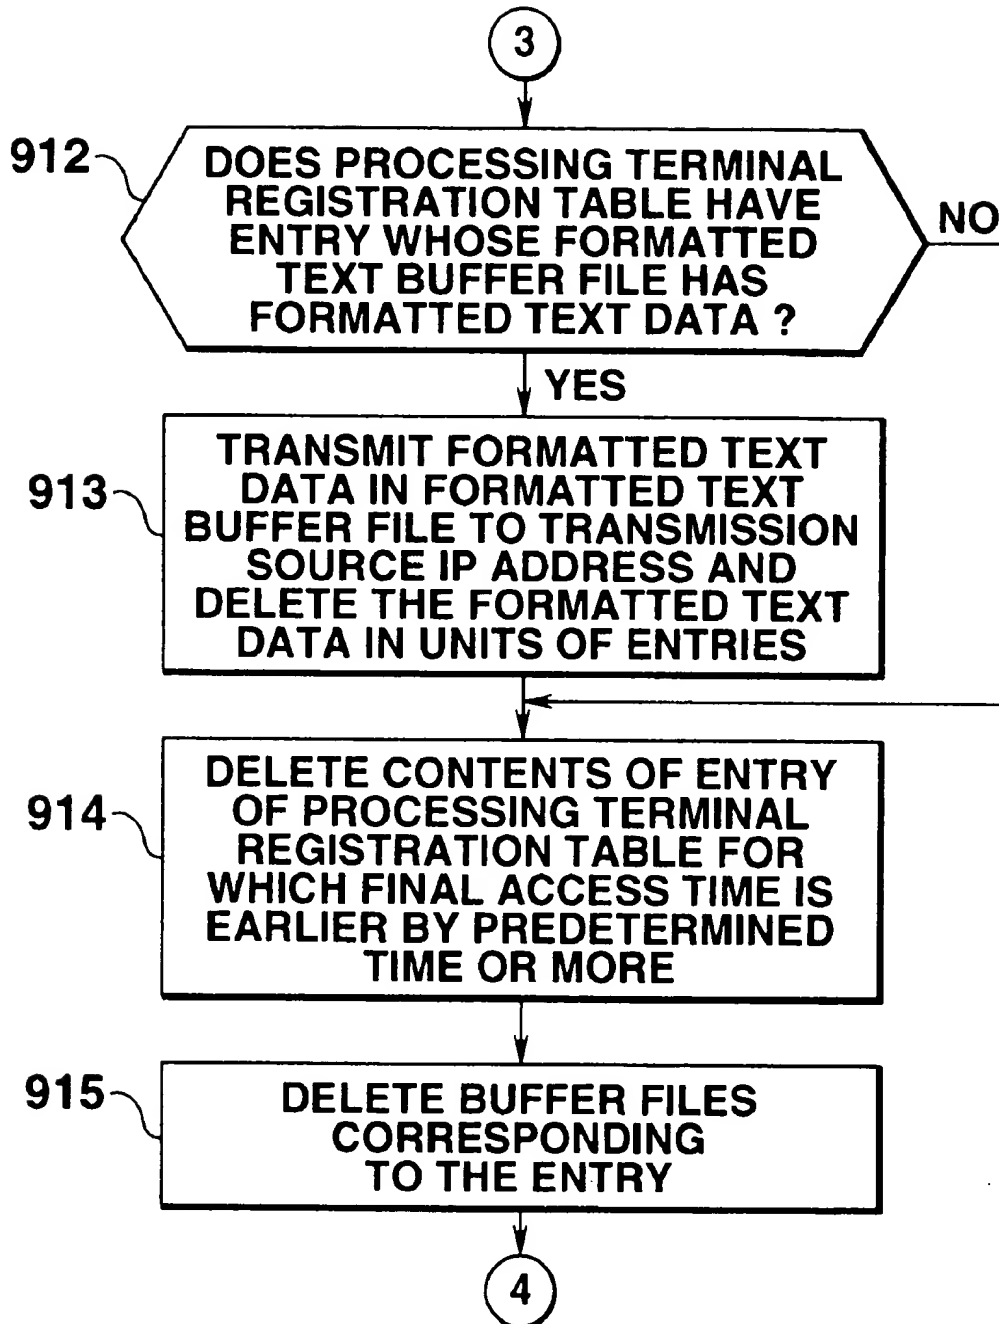 3
912
DOES PROCESSING TERMINAL
REGISTRATION TABLE HAVE
ENTRY WHOSE FORMATTED
TEXT BUFFER FILE HAS
FORMATTED TEXT DATA ?
NO
YES
913
TRANSMIT FORMATTED TEXT
DATA IN FORMATTED TEXT
BUFFER FILE TO TRANSMISSION
SOURCE IP ADDRESS AND
DELETE THE FORMATTED TEXT
DATA IN UNITS OF ENTRIES
914
DELETE CONTENTS OF ENTRY
OF PROCESSING TERMINAL
REGISTRATION TABLE FOR
WHICH FINAL ACCESS TIME IS
EARLIER BY PREDETERMINED
TIME OR MORE
915
DELETE BUFFER FILES
CORRESPONDING
TO THE ENTRY
4